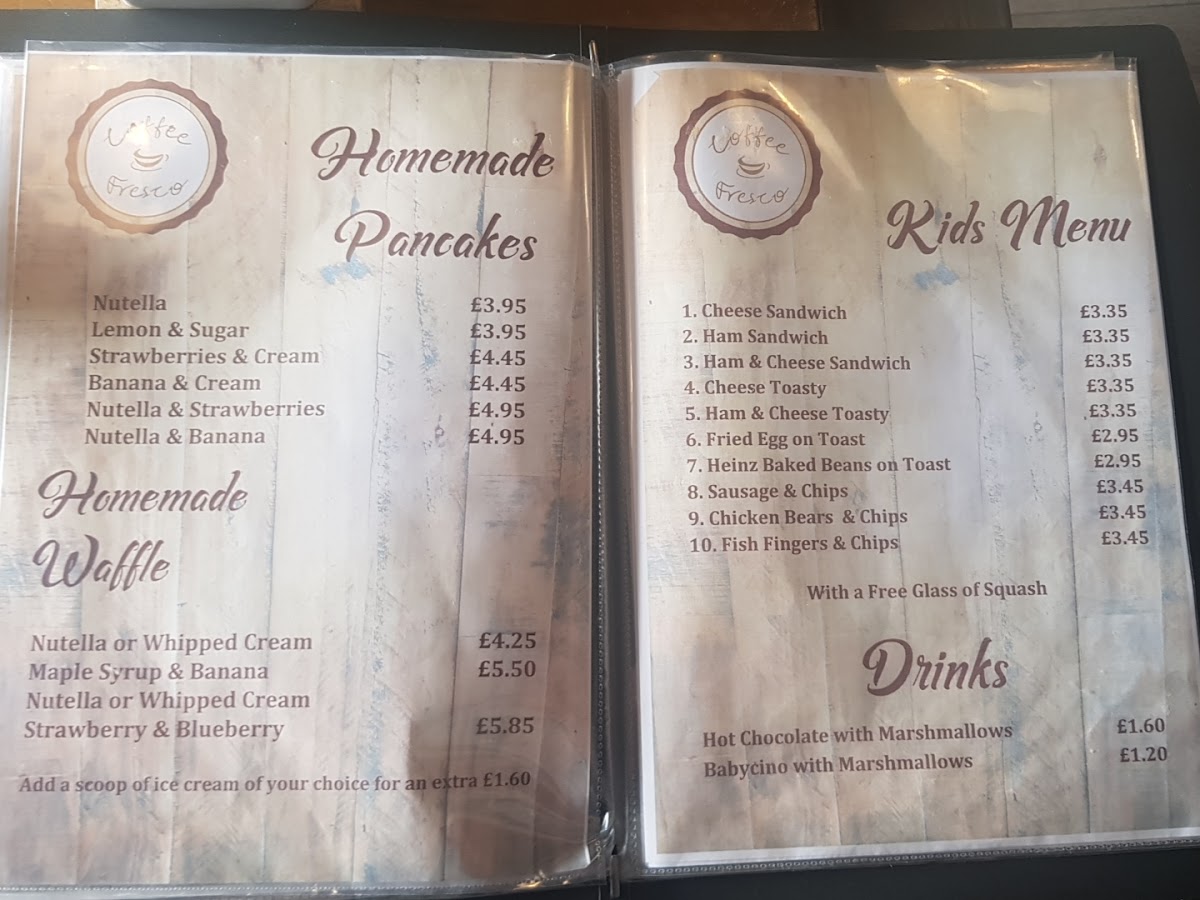 Coffee
Fresco
Homemade
Pancakes
Nutella £3.95
Lemon & Sugar £3.95
Strawberries & Cream £4.45
Banana & Cream £4.45
Nutella & Strawberries £4.95
Nutella & Banana £4.95
Homemade
Waffle
Nutella or Whipped Cream £4.25
Maple Syrup & Banana £5.50
Nutella or Whipped Cream
Strawberry & Blueberry £5.85
Add a scoop of ice cream of your choice for an extra £1.60
Coffee
Fresco
Kids Menu
1. Cheese Sandwich £3.35
2. Ham Sandwich £3.35
3. Ham & Cheese Sandwich £3.35
4. Cheese Toasty £3.35
5. Ham & Cheese Toasty £3.35
6. Fried Egg on Toast £2.95
7. Heinz Baked Beans on Toast £2.95
8. Sausage & Chips £3.45
9. Chicken Bears & Chips £3.45
10. Fish Fingers & Chips £3.45
With a Free Glass of Squash
Drinks
Hot Chocolate with Marshmallows £1.60
Babycino with Marshmallows £1.20